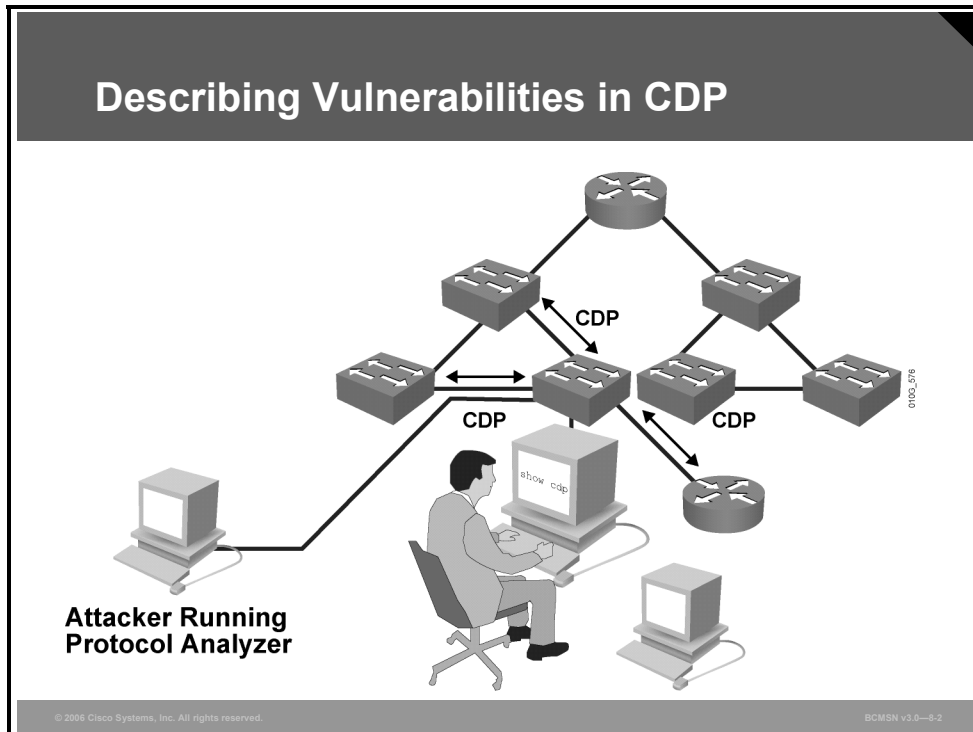 Describing Vulnerabilities in CDP
CDP
CDP
CDP
010G_576
show cdp
Attacker Running
Protocol Analyzer
© 2006 Cisco Systems, Inc. All rights reserved.
BCMSN v3.0—8-2